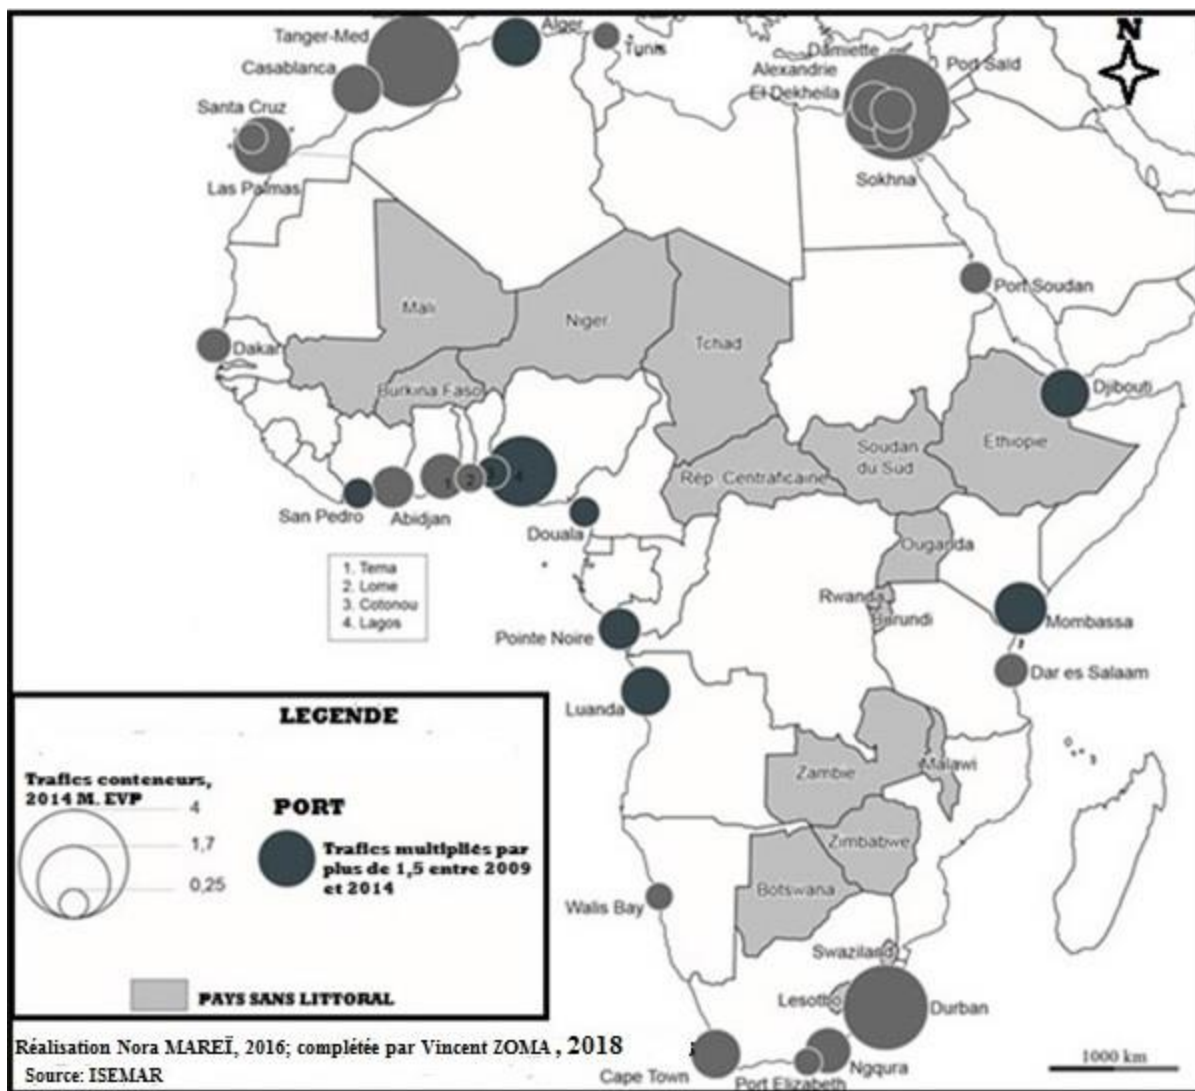 N
Tanger-Med
Alger
Tunis
Casablanca
Santa Cruz
Las Palmas
Damiette
Port Saïd
Alexandrie
El Dekheila
Sokhna
Port Soudan
Mali
Niger
Tchad
Dakar
Burkina Faso
Djibouti
Ethiopie
Soudan
du Sud
Rép. Centraficaine
San Pedro
Abidjan
1
2
3
4
Douala
Ouganda
Rwanda
Burundi
1. Tema
2. Lome
3. Cotonou
4. Lagos
Pointe Noire
Mombassa
Dar es Salaam
Luanda
Zambie
Malawi
Zimbabwe
Botswana
Walis Bay
Swaziland
Lesotho
Durban
Cape Town
Port Elizabeth
Ngqura
LEGENDE
Trafics conteneurs,
2014 M. EVP
4
1,7
0,25
PORT
Trafics multipliés par
plus de 1,5 entre 2009
et 2014
PAYS SANS LITTORAL
1000 km
Réalisation Nora MAREÏ, 2016; complétée par Vincent ZOMA , 2018 ;
Source: ISEMAR